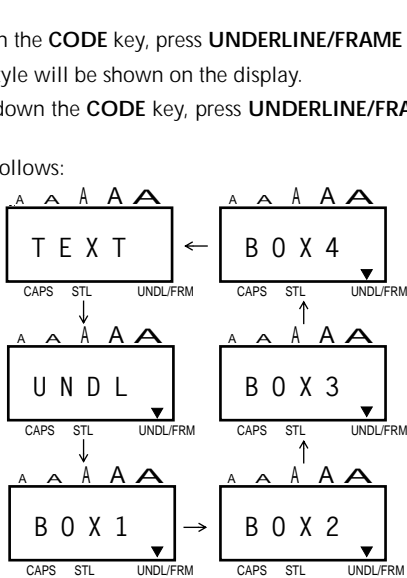 n the CODE key, press UNDERLINE/FRAME
tyle will be shown on the display.
down the CODE key, press UNDERLINE/FRA
ollows:
A A A A A
TEXT
CAPS STL UNDL/FRM
A A A A A
BOX4
CAPS STL UNDL/FRM
A A A A A
UNDL
CAPS STL UNDL/FRM
A A A A A
BOX3
CAPS STL UNDL/FRM
A A A A A
BOX1
CAPS STL UNDL/FRM
A A A A A
BOX2
CAPS STL UNDL/FRM